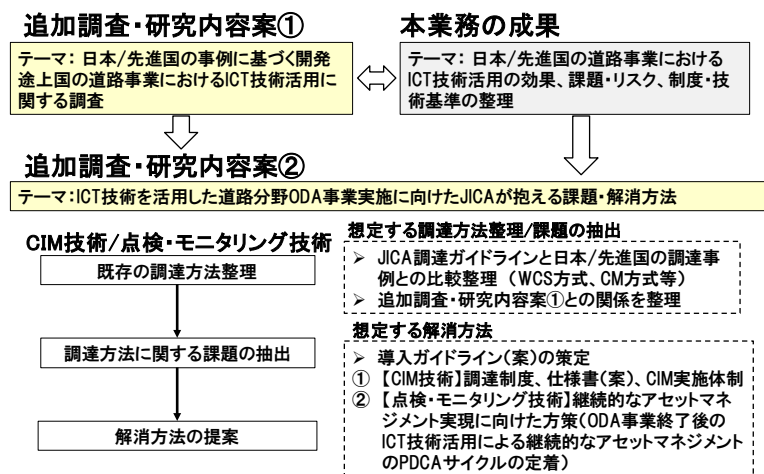 追加調査・研究内容案①
本業務の成果
テーマ： 日本/先進国の事例に基づく開発
途上国の道路事業におけるICT技術活用に
関する調査
テーマ： 日本/先進国の道路事業における
ICT技術活用の効果、課題・リスク、制度・技
術基準の整理
追加調査・研究内容案②
テーマ：ICT技術を活用した道路分野ODA事業実施に向けたJICAが抱える課題・解消方法
CIM技術/点検・モニタリング技術
既存の調達方法整理
調達方法に関する課題の抽出
解消方法の提案
想定する調達方法整理/課題の抽出
➢ JICA調達ガイドラインと日本/先進国の調達事
例との比較整理 （WCS方式、CM方式等）
➢ 追加調査・研究内容案①との関係を整理
想定する解消方法
➢ 導入ガイドライン（案）の策定
① 【CIM技術】調達制度、仕様書（案）、CIM実施体制
② 【点検・モニタリング技術】継続的なアセットマネ
ジメント実現に向けた方策（ODA事業終了後の
ICT技術活用による継続的なアセットマネジメント
のPDCAサイクルの定着）